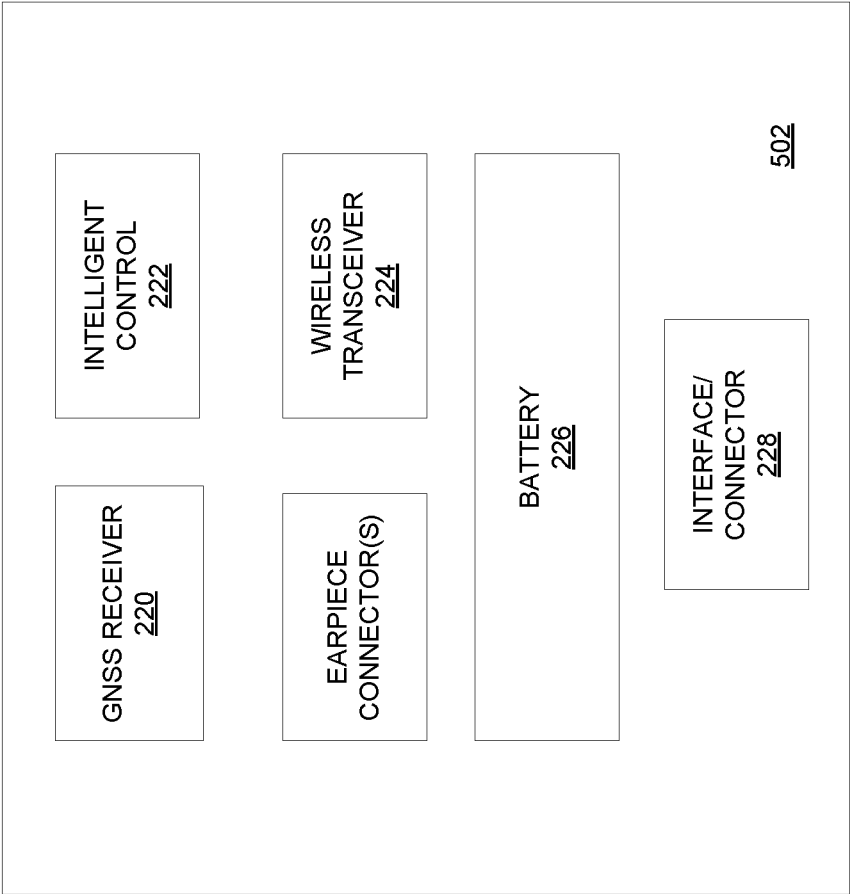 GNSS RECEIVER
220
INTELLIGENT
CONTROL
222
EARPIECE
CONNECTOR(S)
WIRELESS
TRANSCEIVER
224
BATTERY
226
INTERFACE/
CONNECTOR
228
502